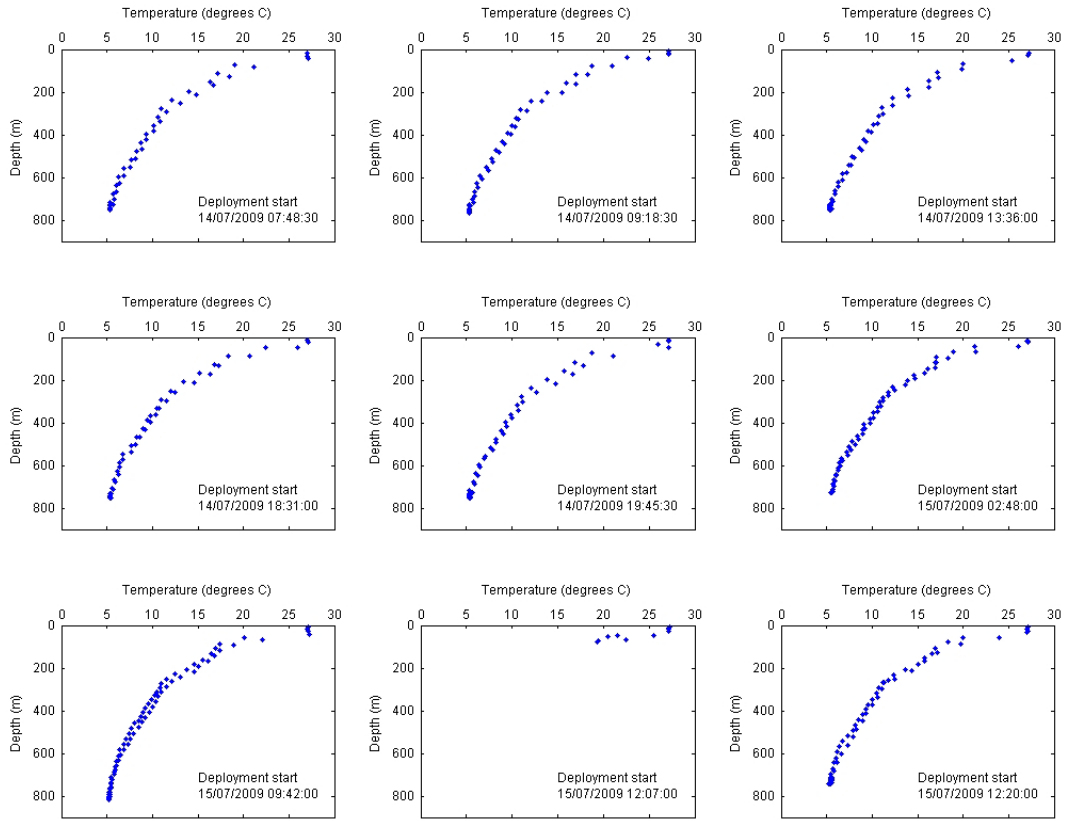 Temperature (degrees C) Temperature (degrees C) Temperature (degrees C)
0 5 10 15 20 25 30 0 5 10 15 20 25 30 0 5 10 15 20 25 30
0 0 0
200 200 200
Depth (m) Depth (m) Depth (m)
400 400 400
600 600 600
Deployment start Deployment start Deployment start
800 14/07/2009 07:48:30 800 14/07/2009 09:18:30 800 14/07/2009 13:36:00
Temperature (degrees C) Temperature (degrees C) Temperature (degrees C)
0 5 10 15 20 25 30 0 5 10 15 20 25 30 0 5 10 15 20 25 30
0 0 0
200 200 200
Depth (m) Depth (m) Depth (m)
400 400 400
600 600 600
Deployment start Deployment start Deployment start
800 14/07/2009 18:31:00 800 14/07/2009 19:45:30 800 15/07/2009 02:48:00
Temperature (degrees C) Temperature (degrees C) Temperature (degrees C)
0 5 10 15 20 25 30 0 5 10 15 20 25 30 0 5 10 15 20 25 30
0 0 0
200 200 200
Depth (m) Depth (m) Depth (m)
400 400 400
600 600 600
Deployment start Deployment start Deployment start
800 15/07/2009 09:42:00 800 15/07/2009 12:07:00 800 15/07/2009 12:20:00